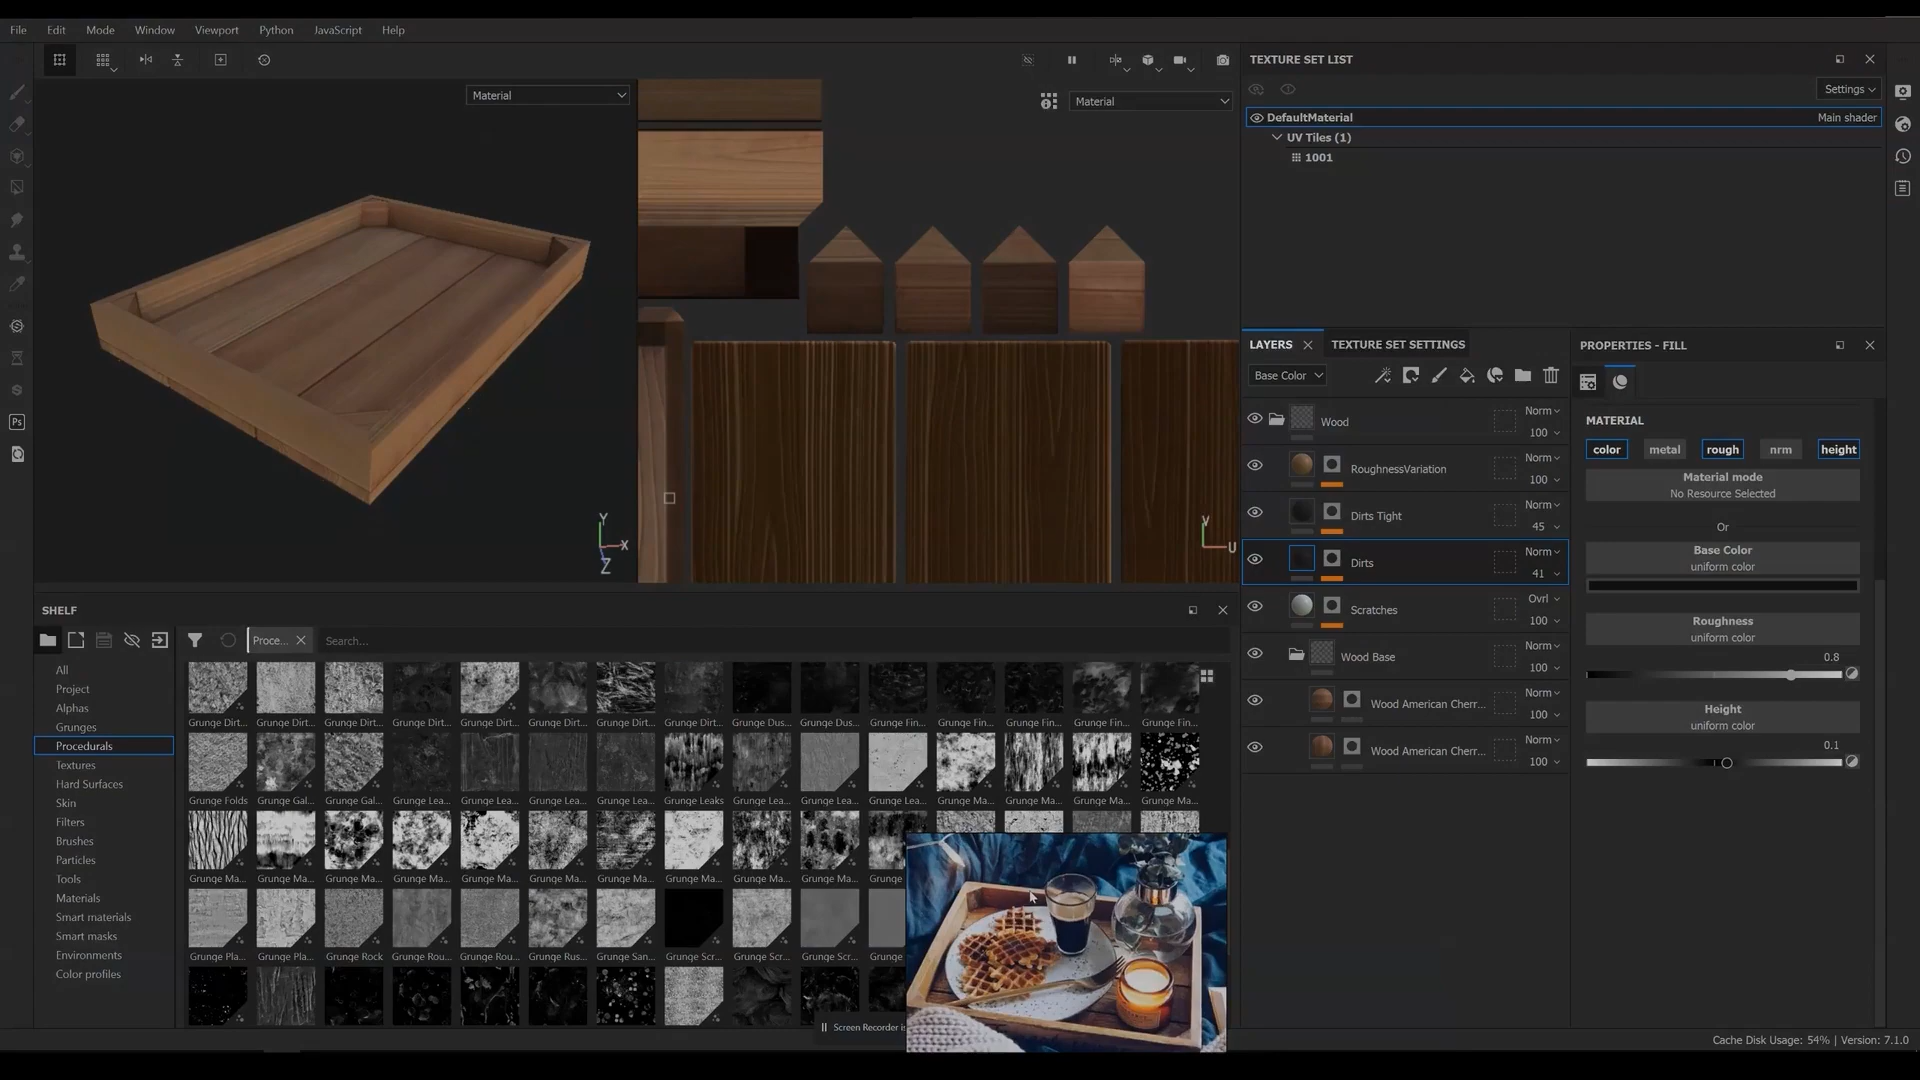 File Edit Mode Window Viewport Python JavaScript Help
Material
Material
Y
X
Z
V
U
TEXTURE SET LIST
Settings
DefaultMaterial Main shader
UV Tiles (1)
1001
LAYERS TEXTURE SET SETTINGS
Base Color
Wood Norm 100
RoughnessVariation Norm 100
Dirts Tight Norm 45
Dirts Norm 41
Scratches Ovrl 100
Wood Base Norm 100
Wood American Cherr... Norm 100
Wood American Cherr... Norm 100
PROPERTIES - FILL
MATERIAL
color metal rough nrm height
Material mode
No Resource Selected
Or
Base Color
uniform color
Roughness
uniform color
0.8
Height
uniform color
0.1
SHELF
Proce... Search...
All
Project
Alphas
Grunges
Procedurals
Textures
Hard Surfaces
Skin
Filters
Brushes
Particles
Tools
Materials
Smart materials
Smart masks
Environments
Color profiles
Grunge Dirt... Grunge Dirt... Grunge Dirt... Grunge Dirt... Grunge Dirt... Grunge Dirt... Grunge Dirt... Grunge Dirt... Grunge Dus... Grunge Dus... Grunge Fin... Grunge Fin... Grunge Fin... Grunge Fin... Grunge Fin...
Grunge Folds Grunge Gal... Grunge Gal... Grunge Lea... Grunge Lea... Grunge Lea... Grunge Lea... Grunge Leaks Grunge Lea... Grunge Lea... Grunge Lea... Grunge Ma... Grunge Ma... Grunge Ma... Grunge Ma...
Grunge Ma... Grunge Ma... Grunge Ma... Grunge Ma... Grunge Ma... Grunge Ma... Grunge Ma... Grunge Ma... Grunge Ma... Grunge Ma... Grunge
Grunge Pla... Grunge Pla... Grunge Rock Grunge Rou... Grunge Rou... Grunge Rus... Grunge San... Grunge Scr... Grunge Scr... Grunge Scr... Grunge
Ps
Screen Recorder
Cache Disk Usage: 54% | Version: 7.1.0